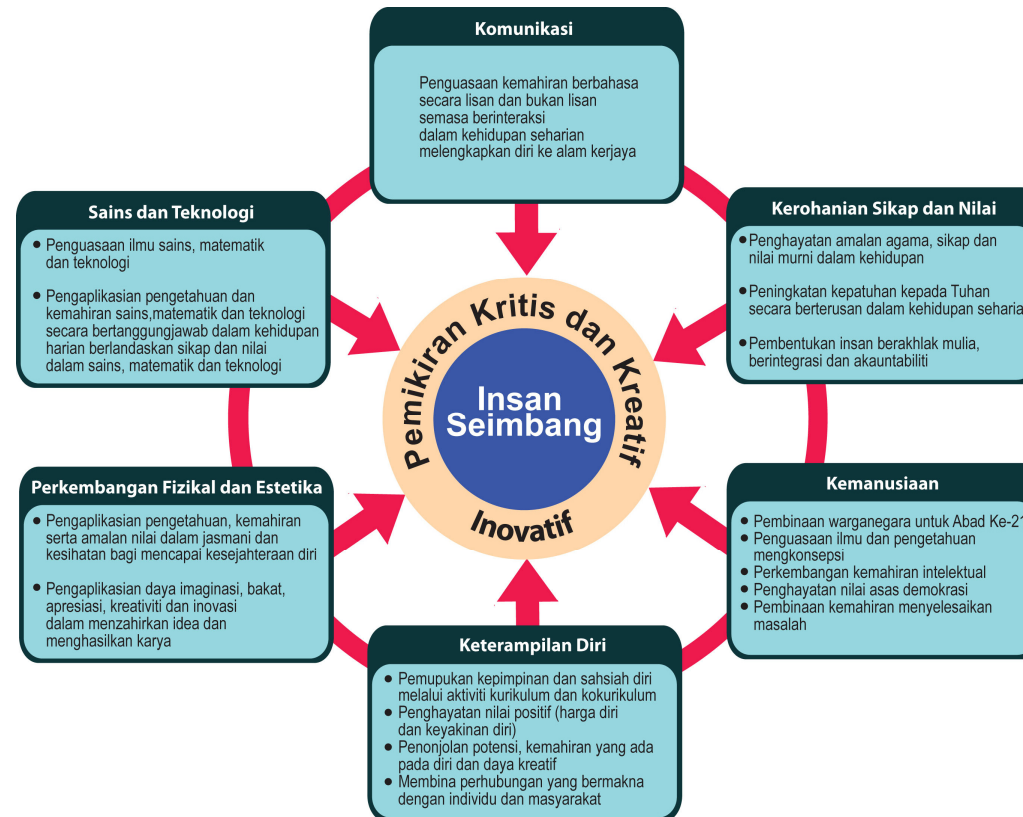 Komunikasi
Penguasaan kemahiran berbahasa
secara lisan dan bukan lisan
semasa berinteraksi
dalam kehidupan seharian
melengkapkan diri ke alam kerjaya
Sains dan Teknologi
• Penguasaan ilmu sains, matematik
dan teknologi
• Pengaplikasian pengetahuan dan
kemahiran sains,matematik dan teknologi
secara bertanggungjawab dalam kehidupan
harian berlandaskan sikap dan nilai
dalam sains, matematik dan teknologi
Kerohanian Sikap dan Nilai
• Penghayatan amalan agama, sikap dan
nilai murni dalam kehidupan
• Peningkatan kepatuhan kepada Tuhan
secara berterusan dalam kehidupan seharia
• Pembentukan insan berakhlak mulia,
berintegrasi dan akauntabiliti
Pemikiran Kritis dan Kreatif
Insan
Seimbang
Inovatif
Perkembangan Fizikal dan Estetika
• Pengaplikasian pengetahuan, kemahiran
serta amalan nilai dalam jasmani dan
kesihatan bagi mencapai kesejahteraan diri
• Pengaplikasian daya imaginasi, bakat,
apresiasi, kreativiti dan inovasi
dalam menzahirkan idea dan
menghasilkan karya
Kemanusiaan
• Pembinaan warganegara untuk Abad Ke-21
• Penguasaan ilmu dan pengetahuan
mengkonsepsi
• Perkembangan kemahiran intelektual
• Penghayatan nilai asas demokrasi
• Pembinaan kemahiran menyelesaikan
masalah
Keterampilan Diri
• Pemupukan kepimpinan dan sahsiah diri
melalui aktiviti kurikulum dan kokurikulum
• Penghayatan nilai positif (harga diri
dan keyakinan diri)
• Penonjolan potensi, kemahiran yang ada
pada diri dan daya kreatif
• Membina perhubungan yang bermakna
dengan individu dan masyarakat